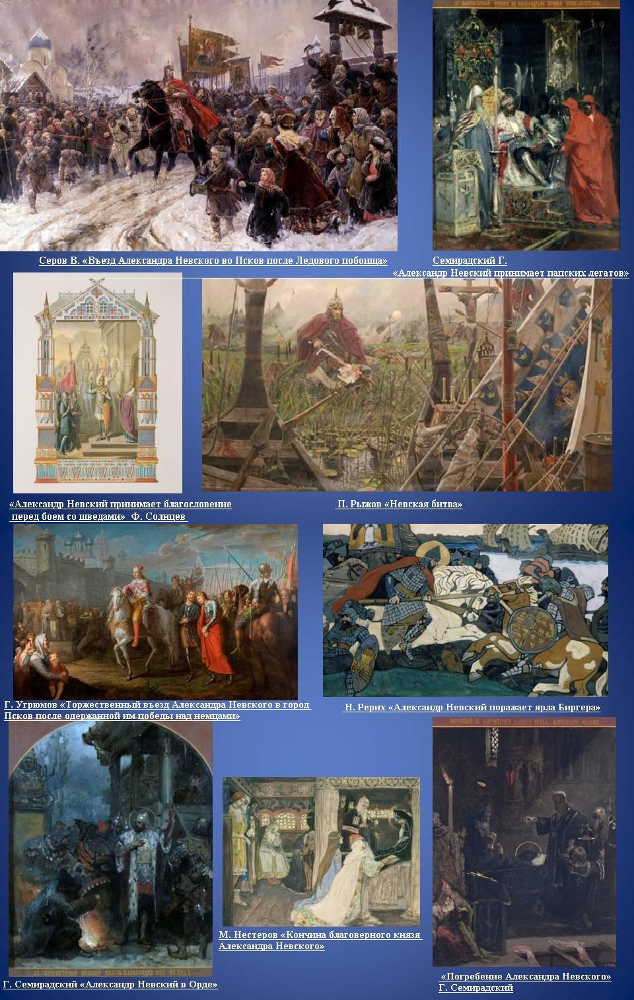 Серов В. «Въезд Александра Невского во Псков после Ледового побоища»
Семирадский Г.
«Александр Невский принимает папских легатов»
«Александр Невский принимает благословение
перед боем со шведами» Ф. Солнцев
П. Рыжов «Невская битва»
Г. Угрюмов «Торжественный въезд Александра Невского в город
Псков после одержанной им победы над немцами»
Н. Рерих «Александр Невский поражает ярла Биргера»
М. Нестеров «Кончина благоверного князя
Александра Невского»
Г. Семирадский «Александр Невский в Орде»
«Погребение Александра Невского»
Г. Семирадский